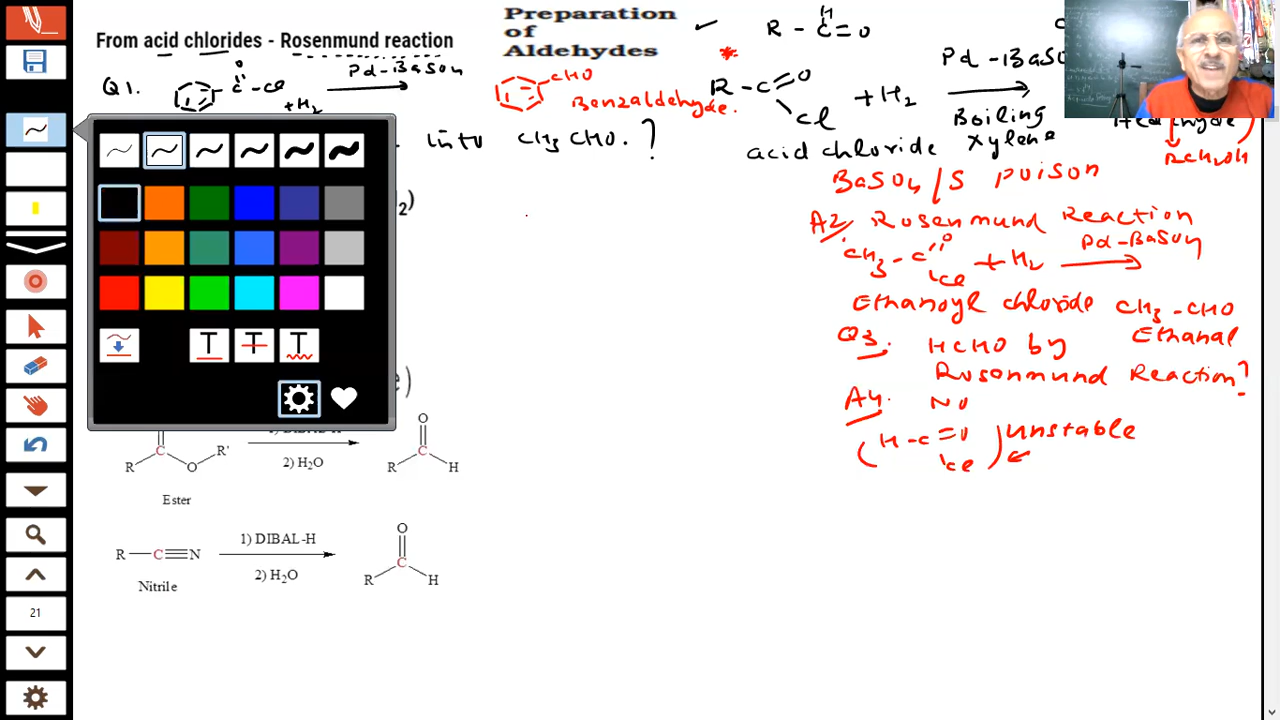 Preparation
of
Aldehydes
From acid chlorides - Rosenmund reaction
Q1.
O
C-Cl
+H2
Pd-BaSO4
CHO
Benzaldehyde.
into CH3CHO. ?
H
R-C=O
R-C=O
Cl
+H2
Pd-BaSO
Boiling
Xylene
acid chloride
RCH2OH
BaSO4/S poison
A2. Rosenmund Reaction
CH3-C
O
Cl
+H2
Pd-BaSO4
Ethanoyl chloride CH3-CHO
Ethanal
Q3. HCHO by
Rosenmund Reaction?
A4. NO
(H-C=O
Cl) Unstable
2)
e)
O
R O R'
2) H2O
O
R H
Ester
R—C≡N
1) DIBAL-H
2) H2O
O
C
R H
Nitrile
T T T
21